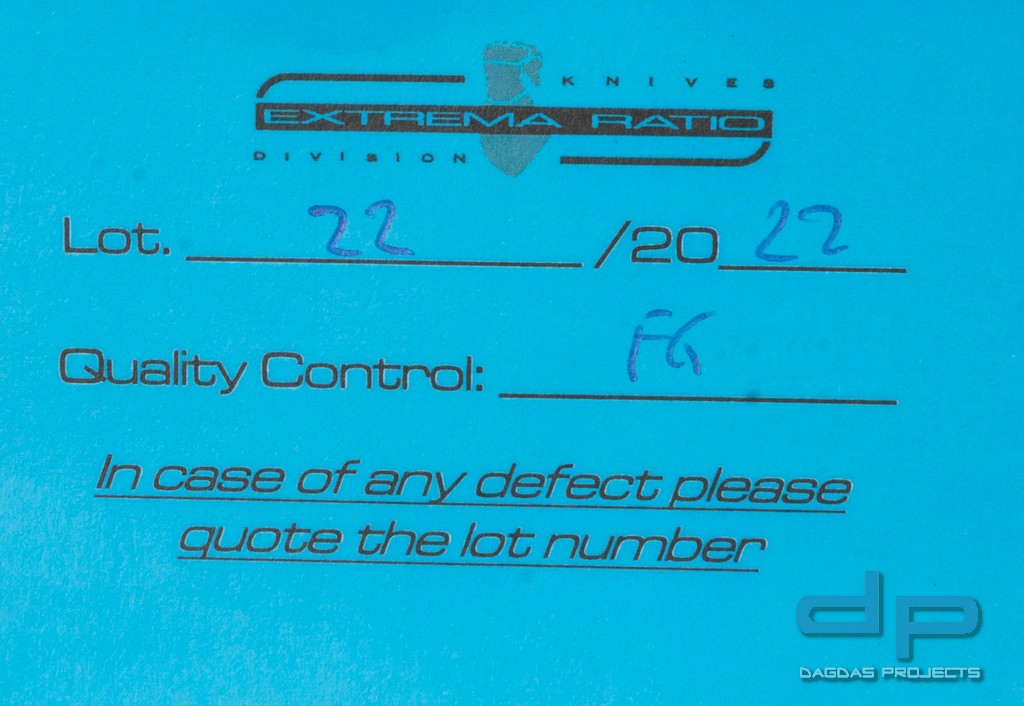 KNIVES
EXTREMA RATIO
DIVISION
Lot. 22 /20 22
Quality Control: FG
In case of any defect please
quote the lot number
dp
DAGDAS PROJECTS